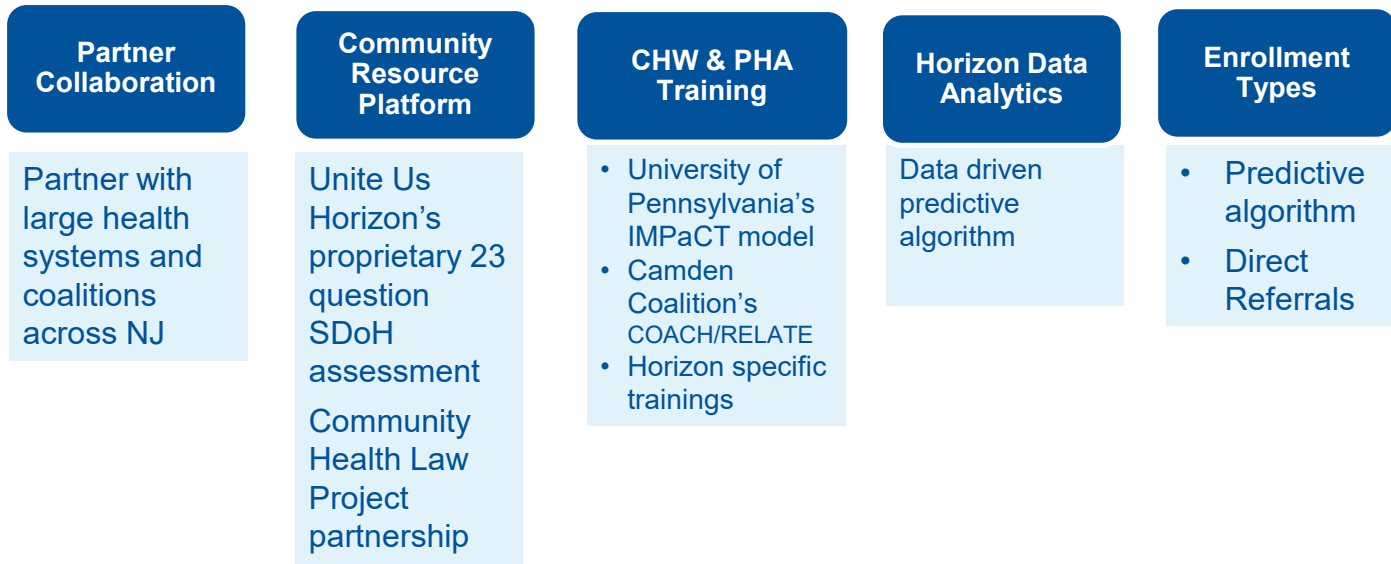 Partner
Collaboration
Partner with
large health
systems and
coalitions
across NJ
Community
Resource
Platform
Unite Us
Horizon’s
proprietary 23
question
SDoH
assessment
Community
Health Law
Project
partnership
CHW & PHA
Training
• University of
Pennsylvania’s
IMPaCT model
• Camden
Coalition’s
COACH/RELATE
• Horizon specific
trainings
Horizon Data
Analytics
Data driven
predictive
algorithm
Enrollment
Types
• Predictive
algorithm
• Direct
Referrals